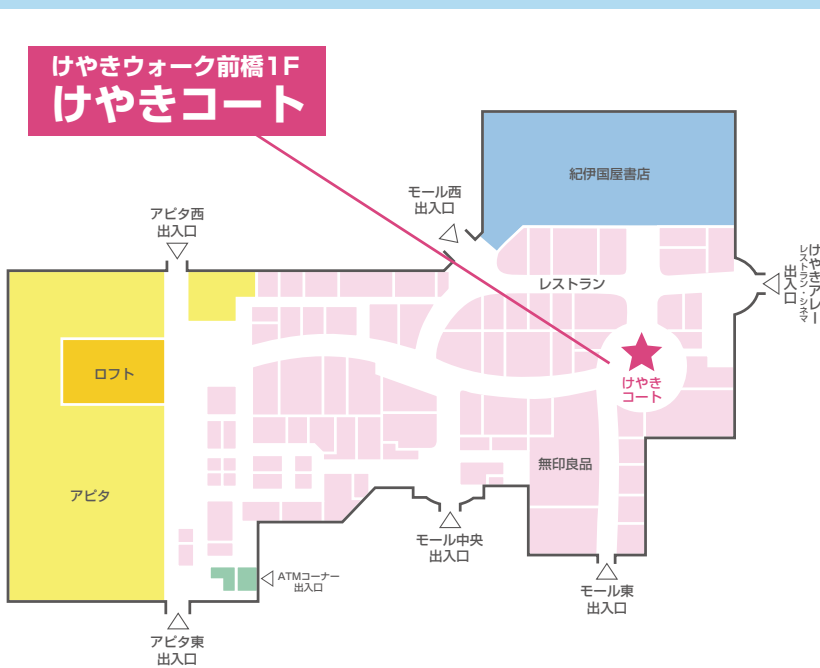 けやきウォーク前橋1F
けやきコート
紀伊国屋書店
モール西
出入口
アピタ西
出入口
けやきアレー
レストラン・シネマ
出入口
レストラン
ロフト
けやき
コート
無印良品
アピタ
モール中央
出入口
ATMコーナー
出入口
モール東
出入口
アピタ東
出入口